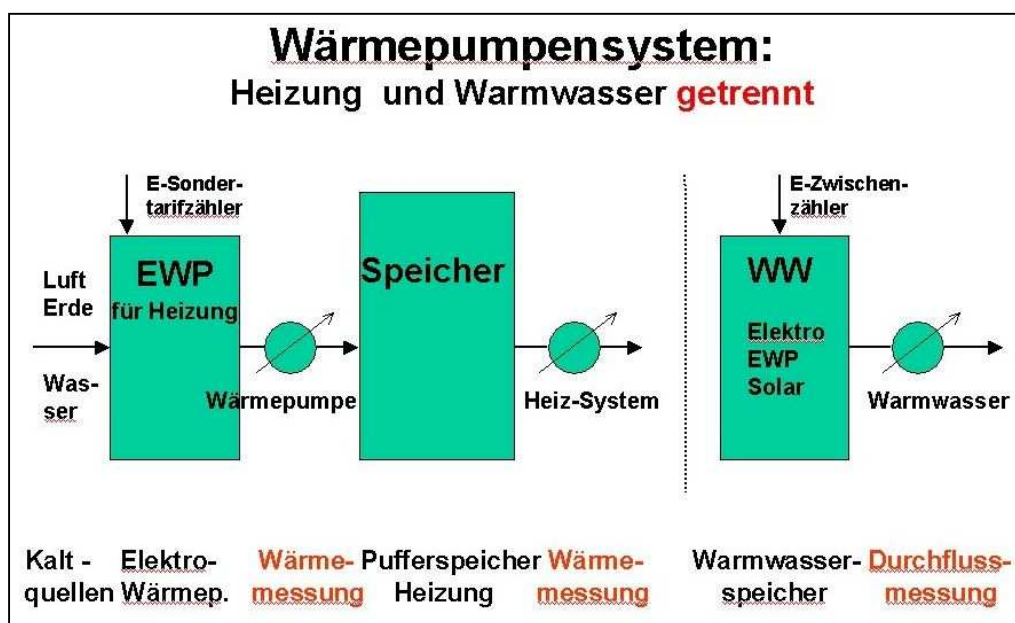 Wärmepumpensystem:
Heizung und Warmwasser getrennt
E-Sonder-
tarifzähler
E-Zwischen-
zähler
Luft
Erde
Was-
ser
EWP
für Heizung
Wärmepumpe
Speicher
Heiz-System
WW
Elektro
EWP
Solar
Warmwasser
Kalt -
quellen
Elektro-
Wärmep.
Wärme-
messung
Pufferspeicher
Heizung
Wärme-
messung
Warmwasser-
speicher
Durchfluss-
messung